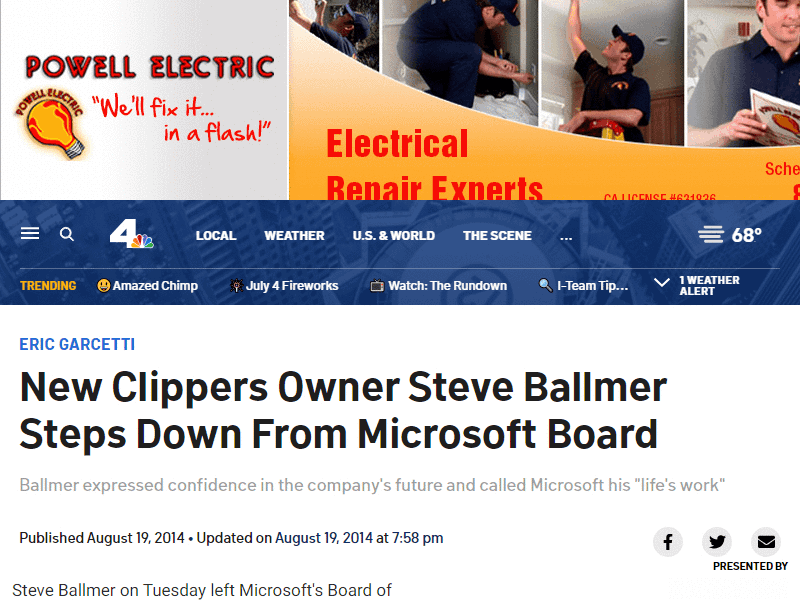 POWELL ELECTRIC
POWELL ELECTRIC
"We'll fix it...
in a flash!"
Electrical
Repair Experts
Sche
CA LICENSE #631936
4
LOCAL WEATHER U.S. & WORLD THE SCENE ...
68°
TRENDING Amazed Chimp July 4 Fireworks Watch: The Rundown I-Team Tip...
1 WEATHER
ALERT
ERIC GARCETTI
New Clippers Owner Steve Ballmer
Steps Down From Microsoft Board
Ballmer expressed confidence in the company's future and called Microsoft his "life's work"
Published August 19, 2014 • Updated on August 19, 2014 at 7:58 pm
PRESENTED BY
Steve Ballmer on Tuesday left Microsoft's Board of